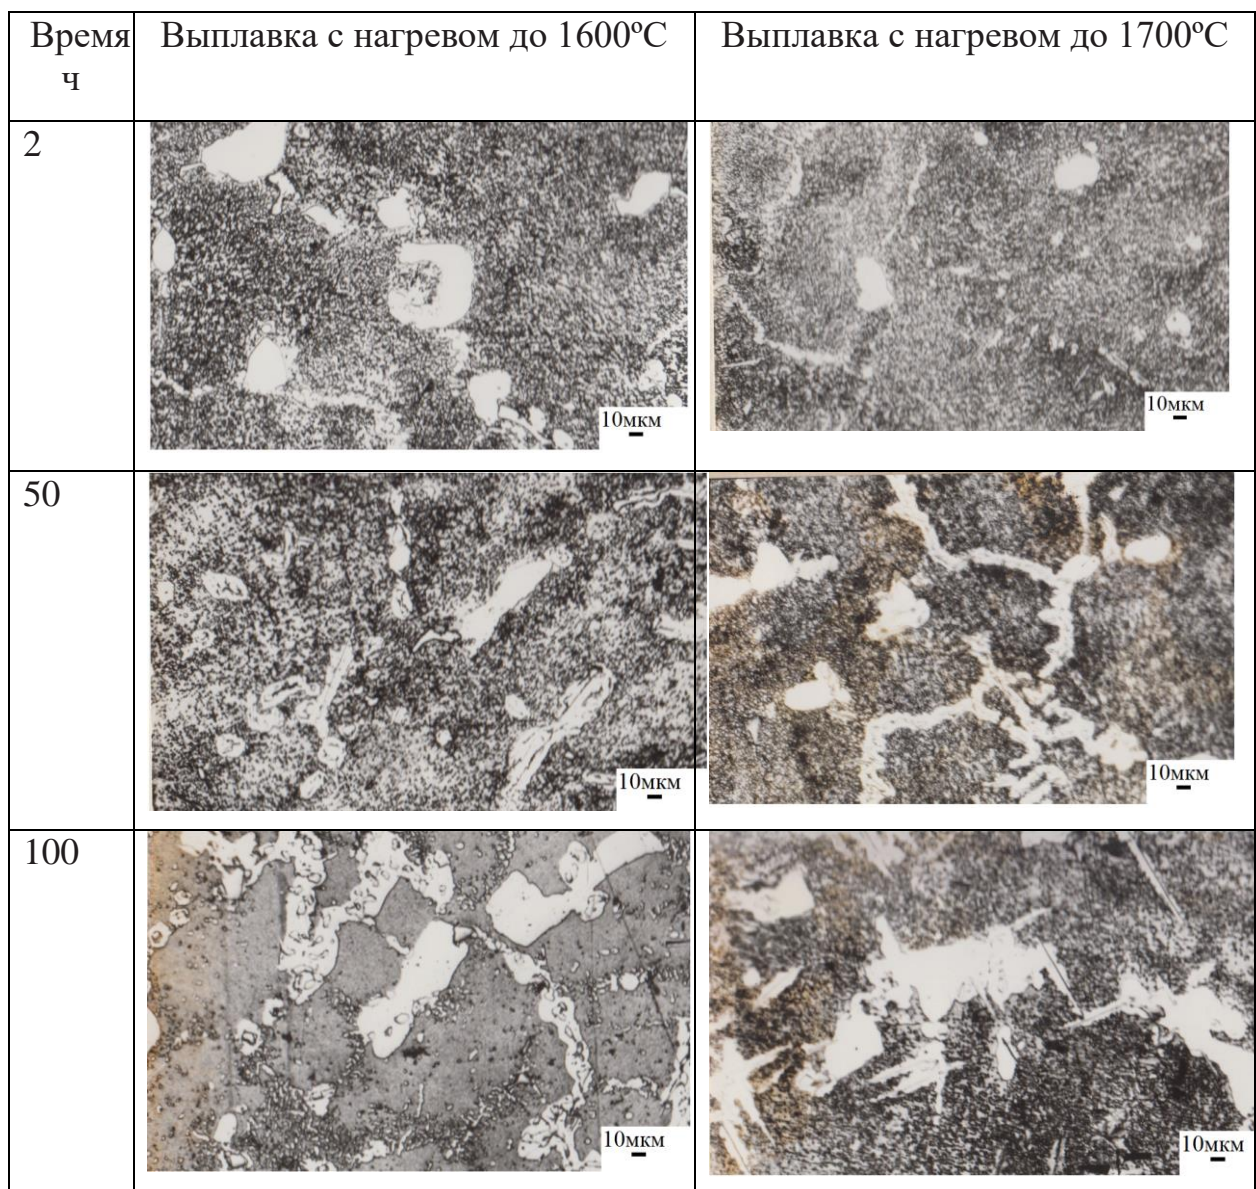 Время
ч
Выплавка с нагревом до 1600ºС
Выплавка с нагревом до 1700ºС
2
10мкм
10мкм
50
10мкм
10мкм
100
10мкм
10мкм